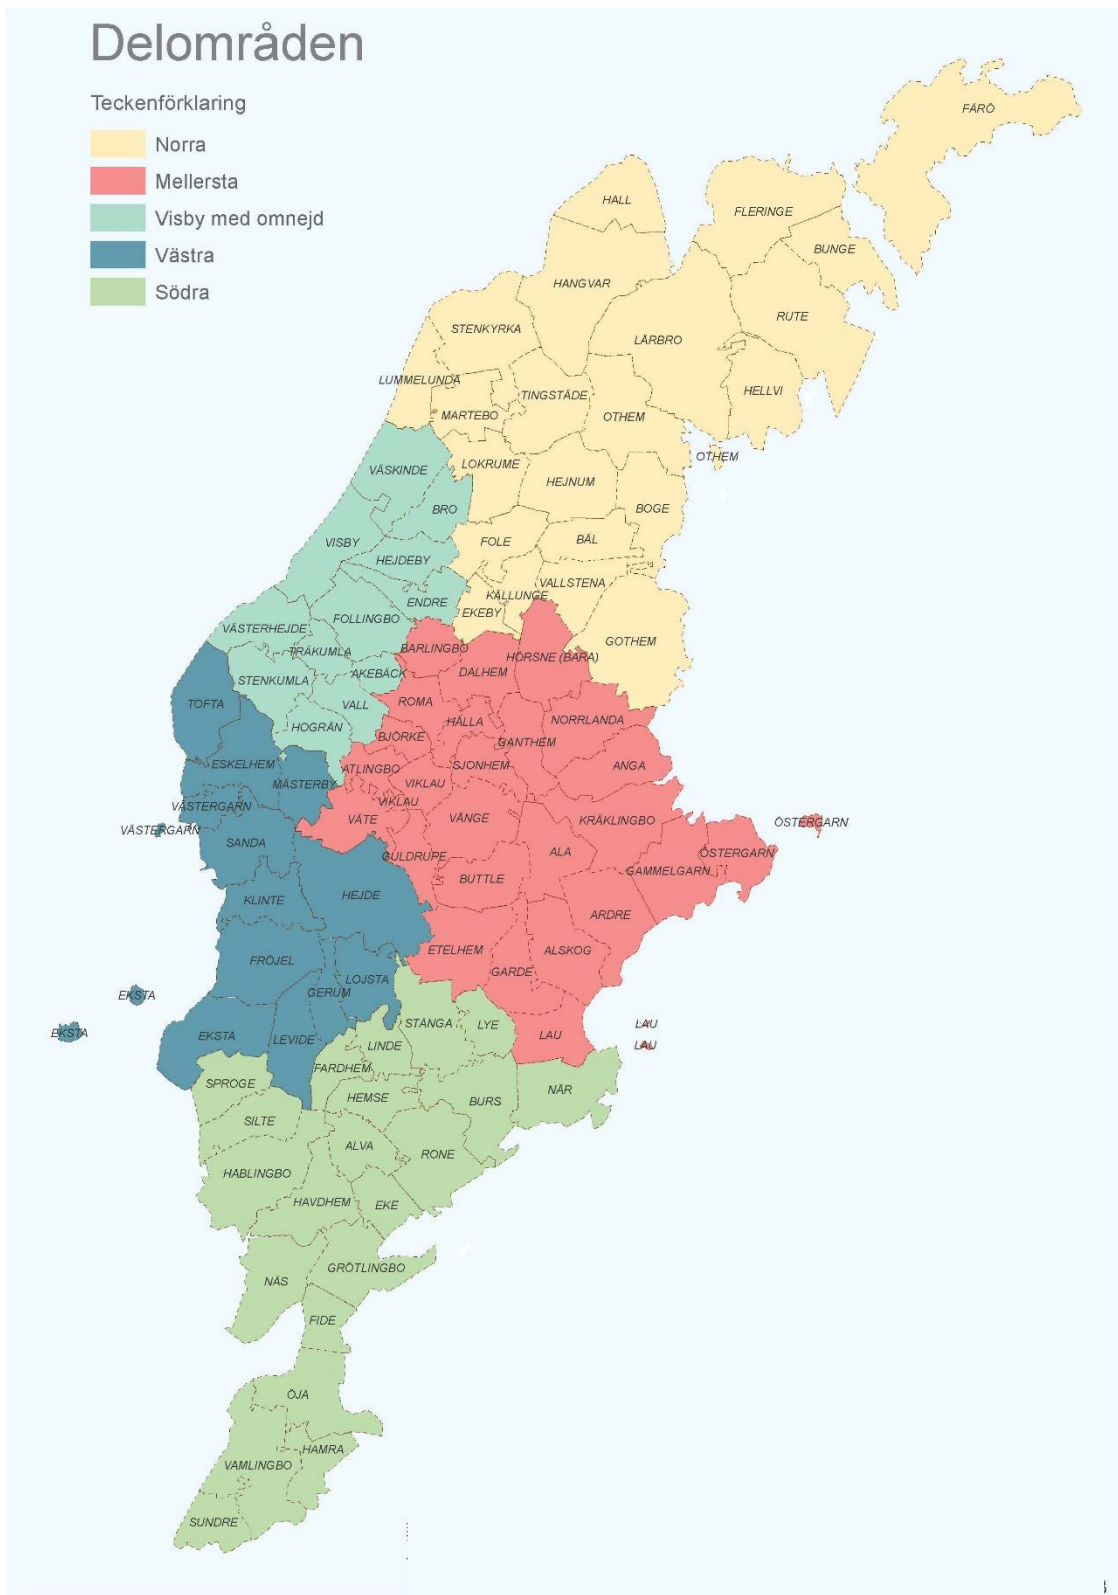 Delområden
Teckenförklaring
Norra
Mellersta
Visby med omnejd
Västra
Södra
FÅRÖ
HALL
FLERINGE
BUNGE
HANGVAR
RUTE
STENKYRKA
LÄRBRO
LUMMELUNDA
TINGSTÄDE
HELLVI
MARTEBO
OTHEM
OTHEM
LOKRUME
VÄSKINDE
HEJNUM
BRO
BOGE
VISBY
FOLE
BÄL
HEJDEBY
VALLSTENA
KÄLLUNGE
ENDRE
EKEBY
FOLLINGBO
VÄSTERHEJDE
GOTHEM
TRÄKUMLA
BARLINGBO
HÖRSNE (BARA)
AKEBÄCK
DALHEM
STENKUMLA
TOFTA
VALL
ROMA
HALLA
NORRLANDA
HOGRÄN
BJÖRKE
GANTHEM
ESKELHEM
ATLINGBO
SJONHEM
ANGA
MÄSTERBY
VIKLAU
VIKLAU
VÄSTERGARN
VÄSTERGARN
VÄTE
VÄNGE
KRÄKLINGBO
ÖSTERGARN
SANDA
GULDRUPE
ALA
ÖSTERGARN
GAMMELGARN
BUTTLE
KLINTE
HEJDE
ARDRE
ETELHEM
ALSKOG
FRÖJEL
GARDE
LOJSTA
GERUM
EKSTA
EKSTA
STÅNGA
LYE
LAU
EKSTA
LEVIDE
LAU
LAU
LINDE
FARDHEM
SPROGE
NÄR
HEMSE
BURS
SILTE
ALVA
RONE
HABLINGBO
HAVDHEM
EKE
GRÖTLINGBO
NÄS
FIDE
ÖJA
HAMRA
VAMLINGBO
SUNDRE